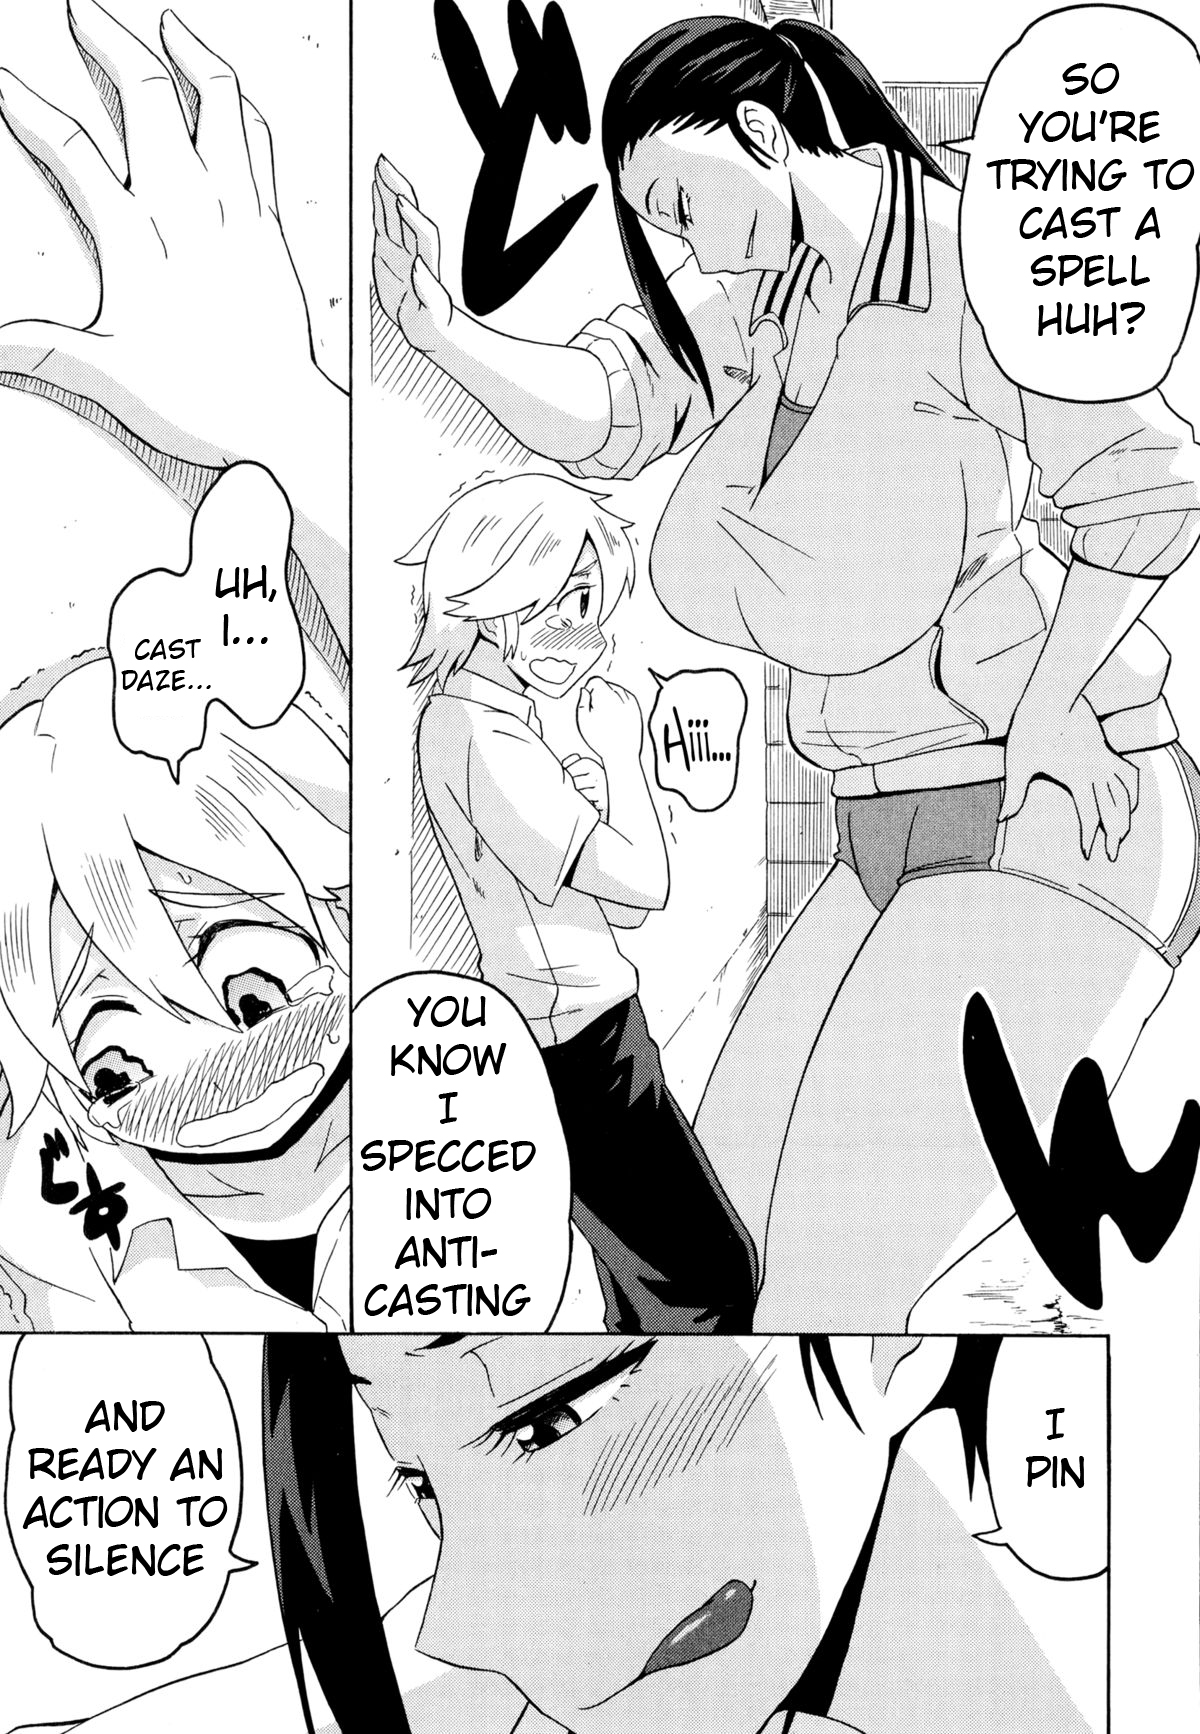 SO
YOU'RE
TRYING TO
CAST A
SPELL
HUH?
Hiii...
YOU
KNOW
I
SPECCED
INTO
ANTI-
CASTING
UH,
I...
CAST
DAZE...
I
PIN
AND
READY AN
ACTION TO
SILENCE